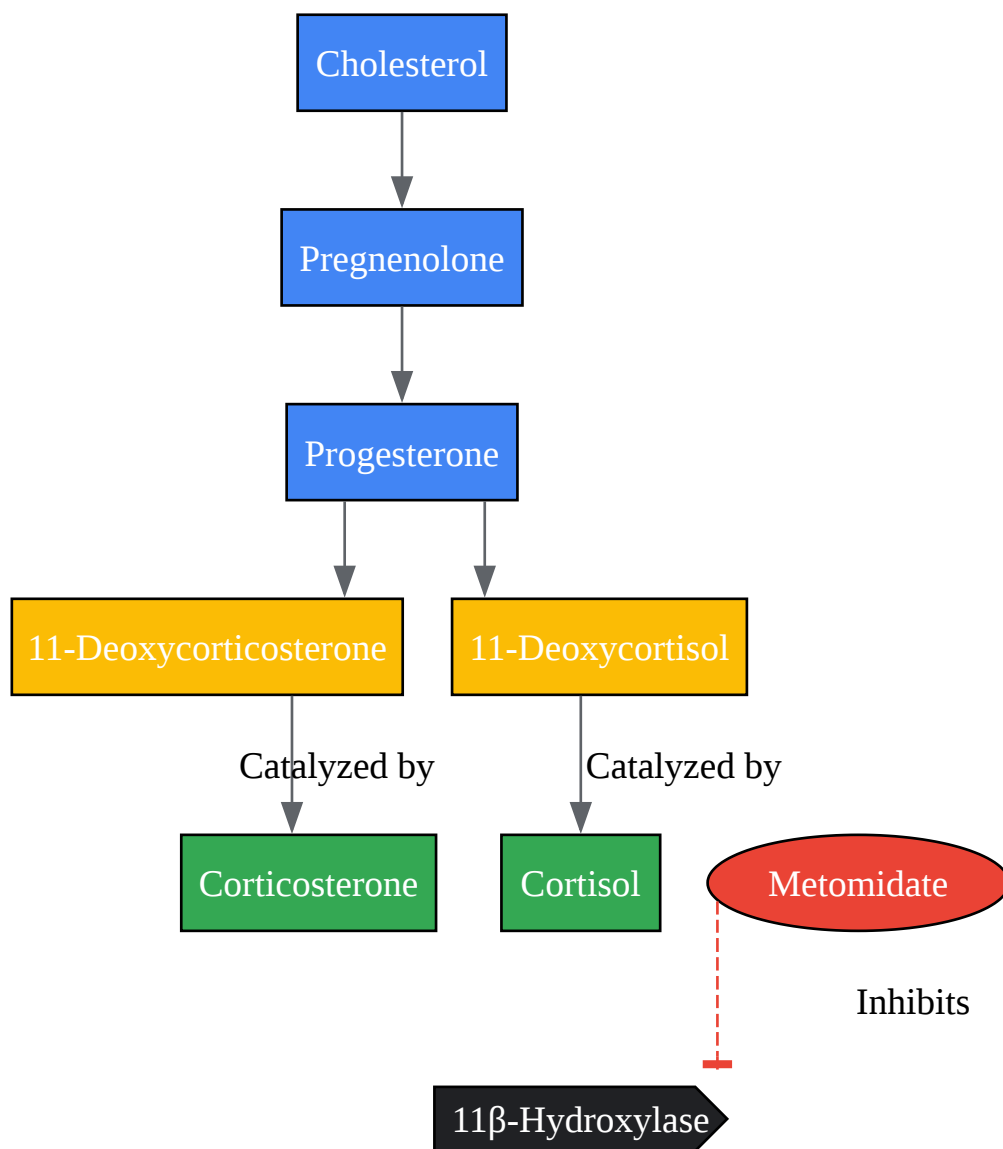 Cholesterol
Pregnenolone
Progesterone
11-Deoxycorticosterone
11-Deoxycortisol
Catalyzed by
Catalyzed by
Corticosterone
Cortisol
Metomidate
Inhibits
11β-Hydroxylase